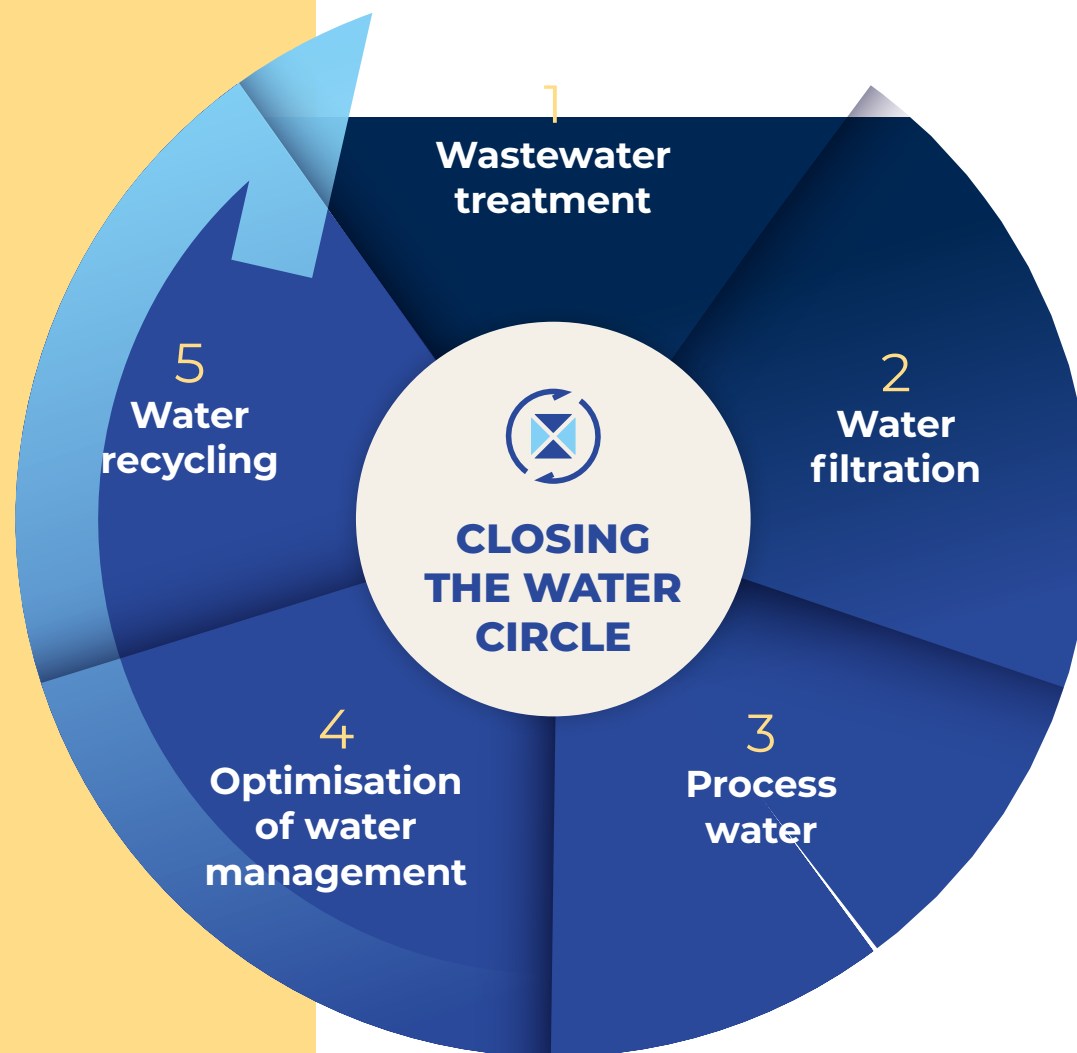 1
Wastewater
treatment
2
Water
filtration
3
Process
water
4
Optimisation
of water
management
5
Water
recycling
CLOSING
THE WATER
CIRCLE